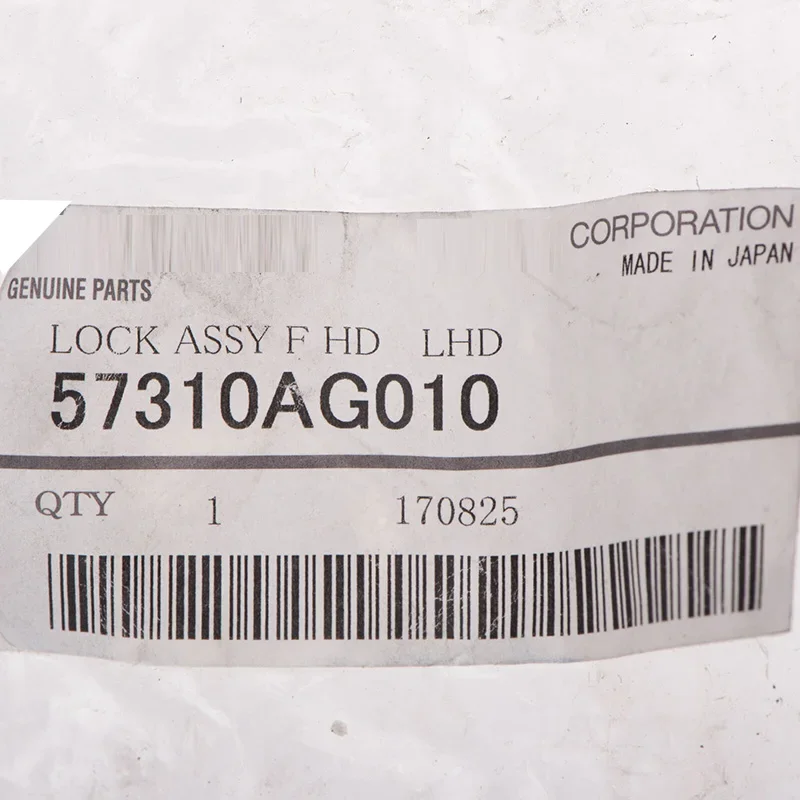 CORPORATION
MADE IN JAPAN
GENUINE PARTS
LOCK ASSY F HD LHD
57310AG010
QTY 1 170825